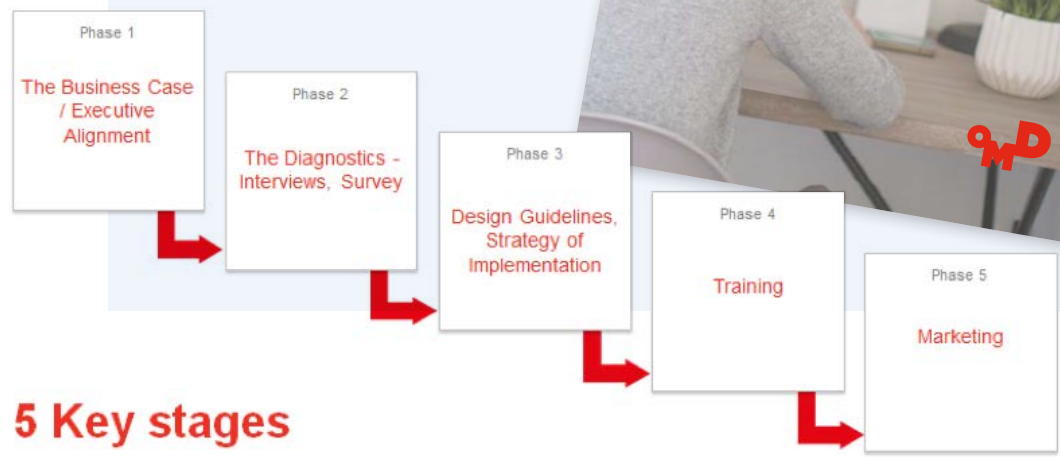 Phase 1
The Business Case
/ Executive
Alignment
Phase 2
The Diagnostics -
Interviews, Survey
Phase 3
Design Guidelines,
Strategy of
Implementation
Phase 4
Training
Phase 5
Marketing
OMD
5 Key stages